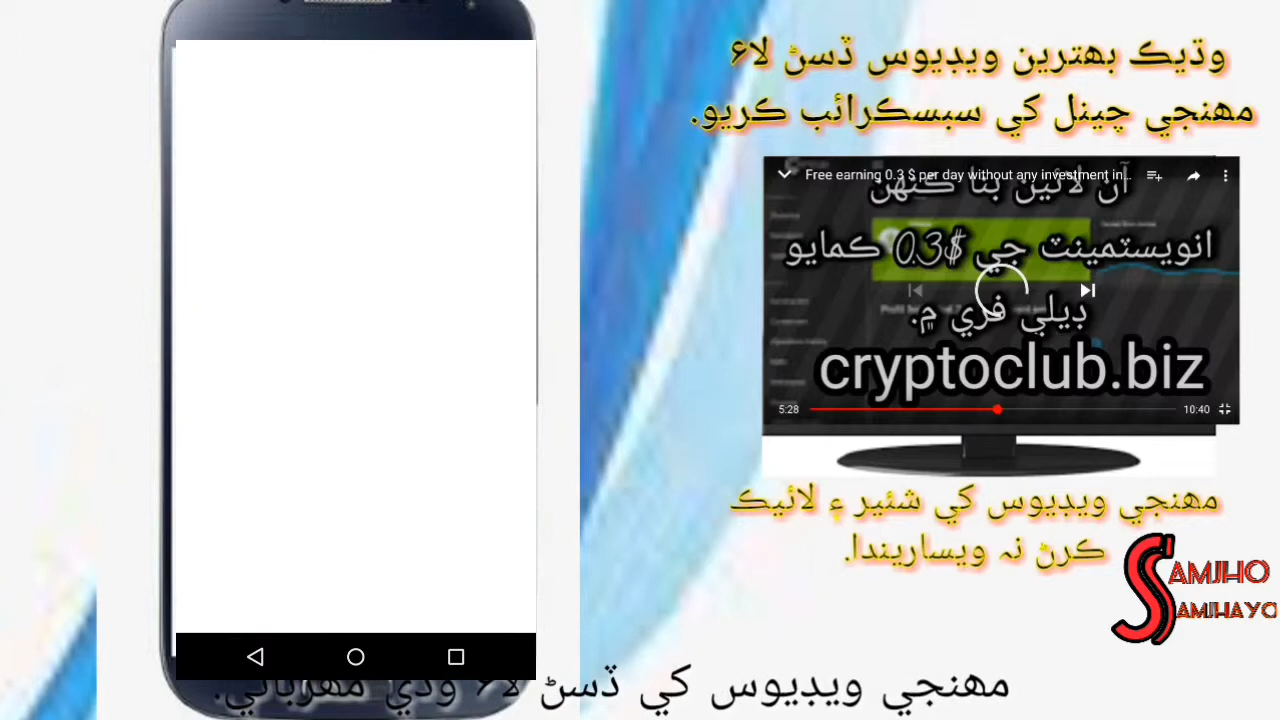 وڌيڪ بهترين ويڊيوس ڏسڻ لاءِ
مهنجي چينل کي سبسڪرائب ڪريو.
Free earning 0.3 $ per day without any investment in...
آن لائين بنا ڪنهن
انويسٽمينٽ جي 0.3$ ڪمايو
ڊيلي فري ۾.
cryptoclub.biz
5:28
10:40
مهنجي ويڊيوس کي شئير ۽ لائيڪ
ڪرڻ نہ ويساريندا.
SAMJHO
SAMJHAYO
مهنجي ويڊيوس کي ڏسڻ لاءِ وڏي مهرباني.